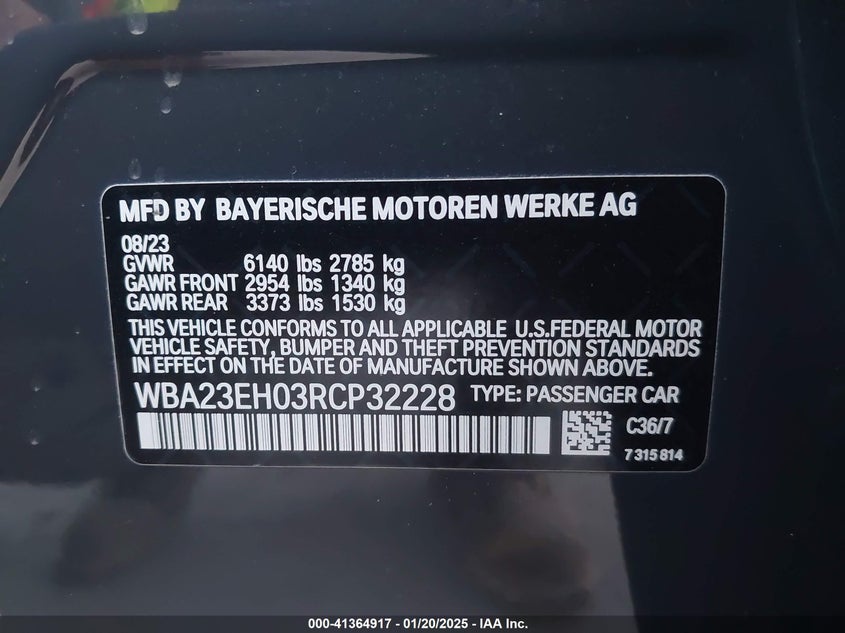 MFD BY BAYERISCHE MOTOREN WERKE AG
08/23
GVWR 6140 lbs 2785 kg
GAWR FRONT 2954 lbs 1340 kg
GAWR REAR 3373 lbs 1530 kg
THIS VEHICLE CONFORMS TO ALL APPLICABLE U.S.FEDERAL MOTOR
VEHICLE SAFETY, BUMPER AND THEFT PREVENTION STANDARDS
IN EFFECT ON THE DATE OF MANUFACTURE SHOWN ABOVE.
WBA23EH03RCP32228 TYPE: PASSENGER CAR
C36/7
7 315 814
000-41364917 - 01/20/2025 - IAA Inc.